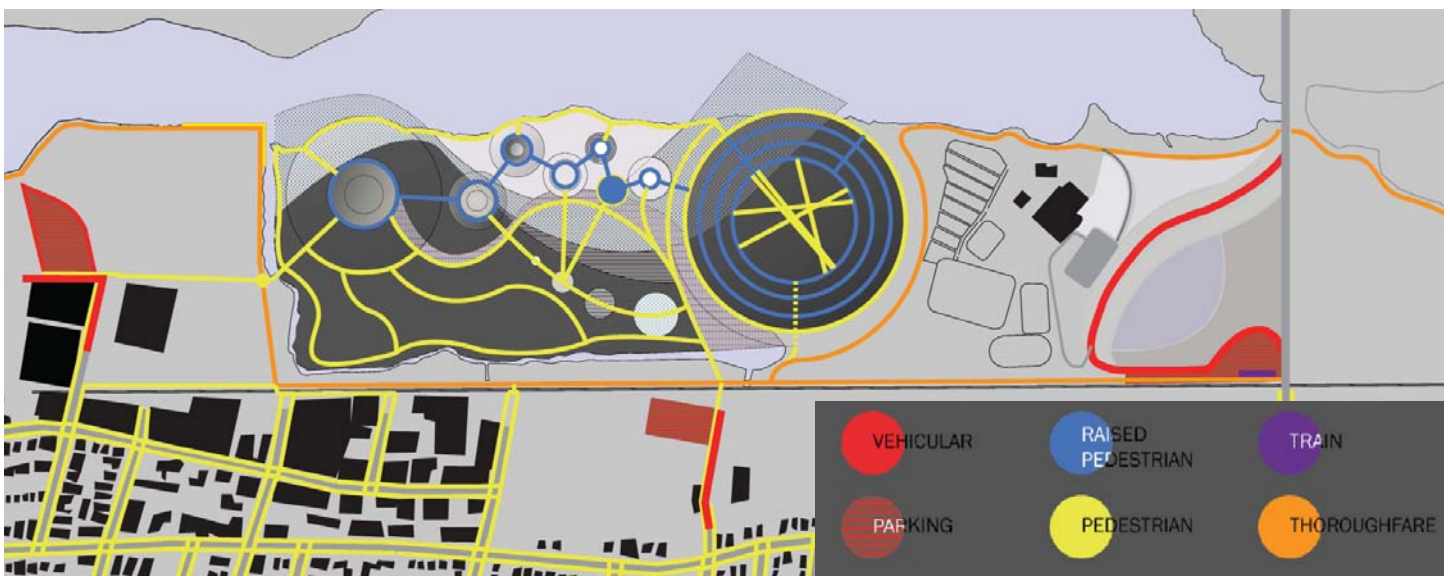 VEHICULAR
RAISED
PEDESTRIAN
TRAIN
PARKING
PEDESTRIAN
THOROUGHFARE